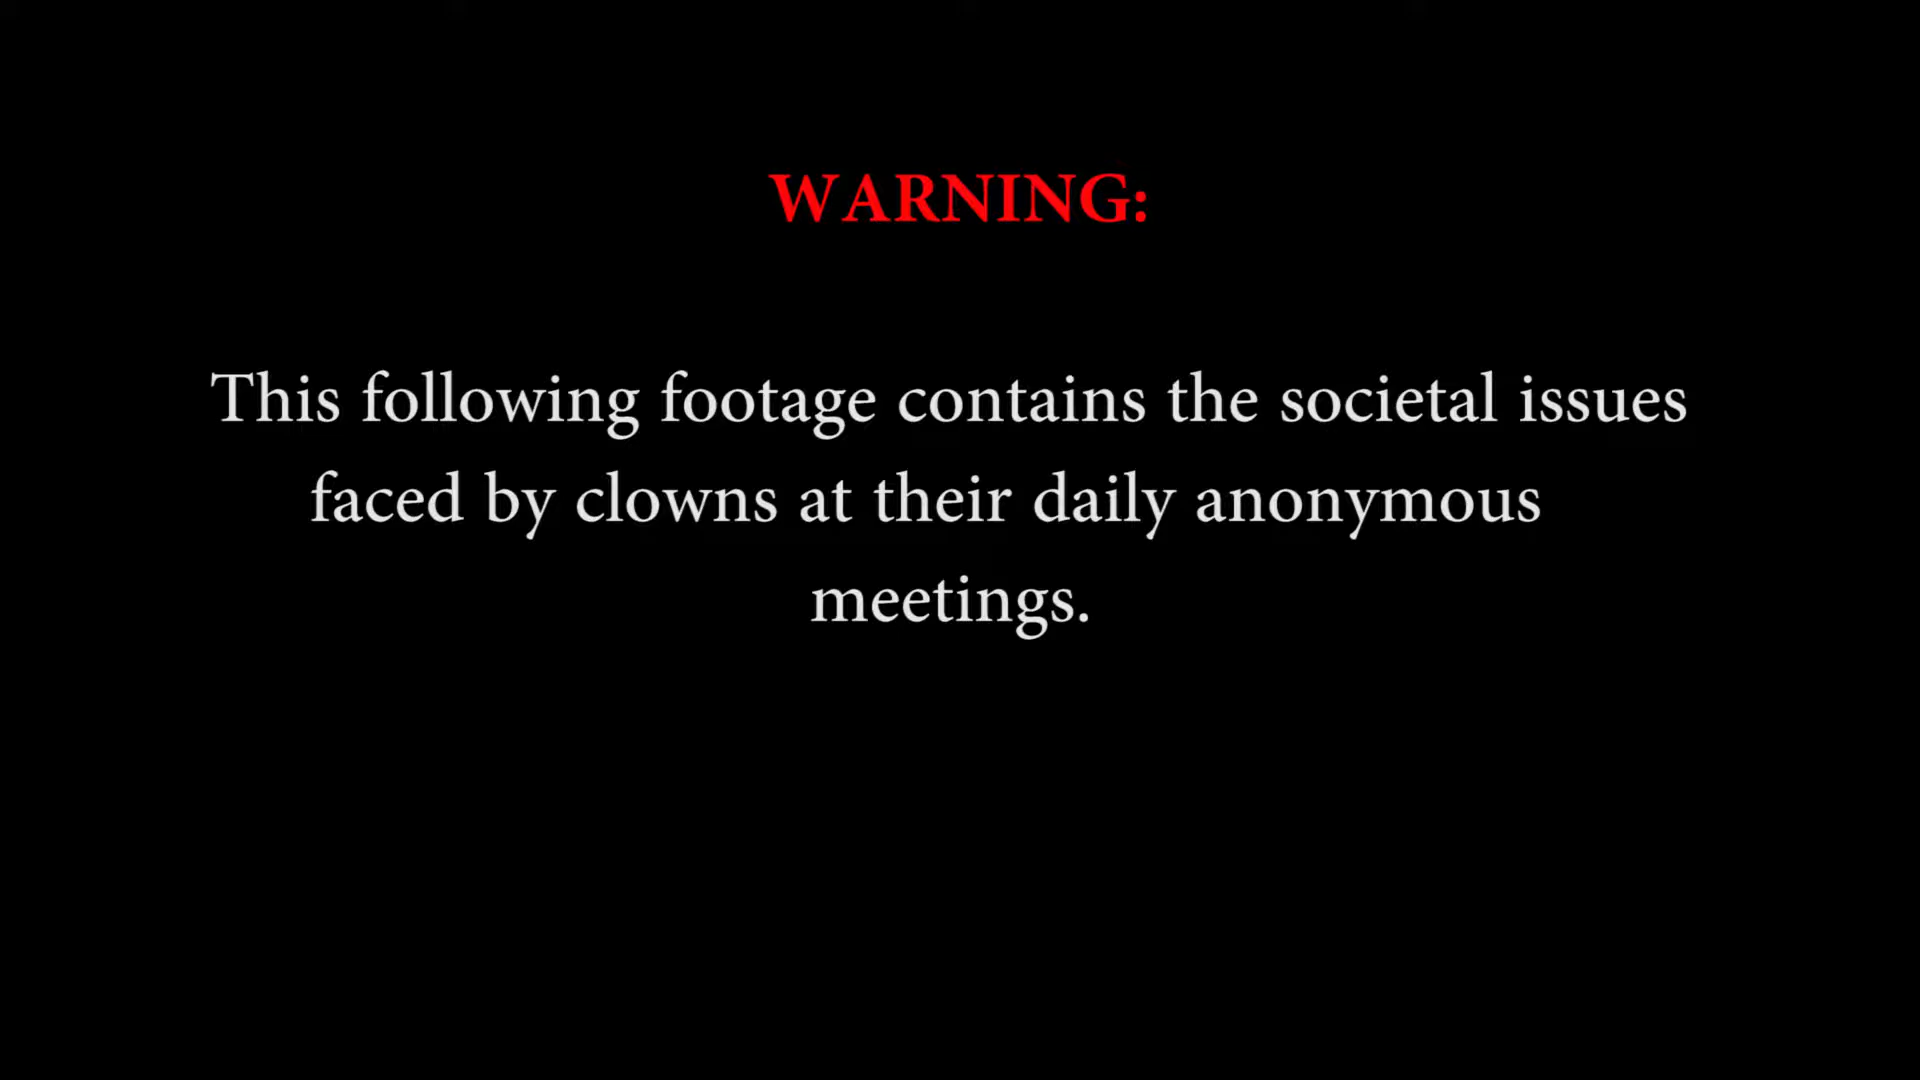 WARNING:
This following footage contains the societal issues
faced by clowns at their daily anonymous
meetings.